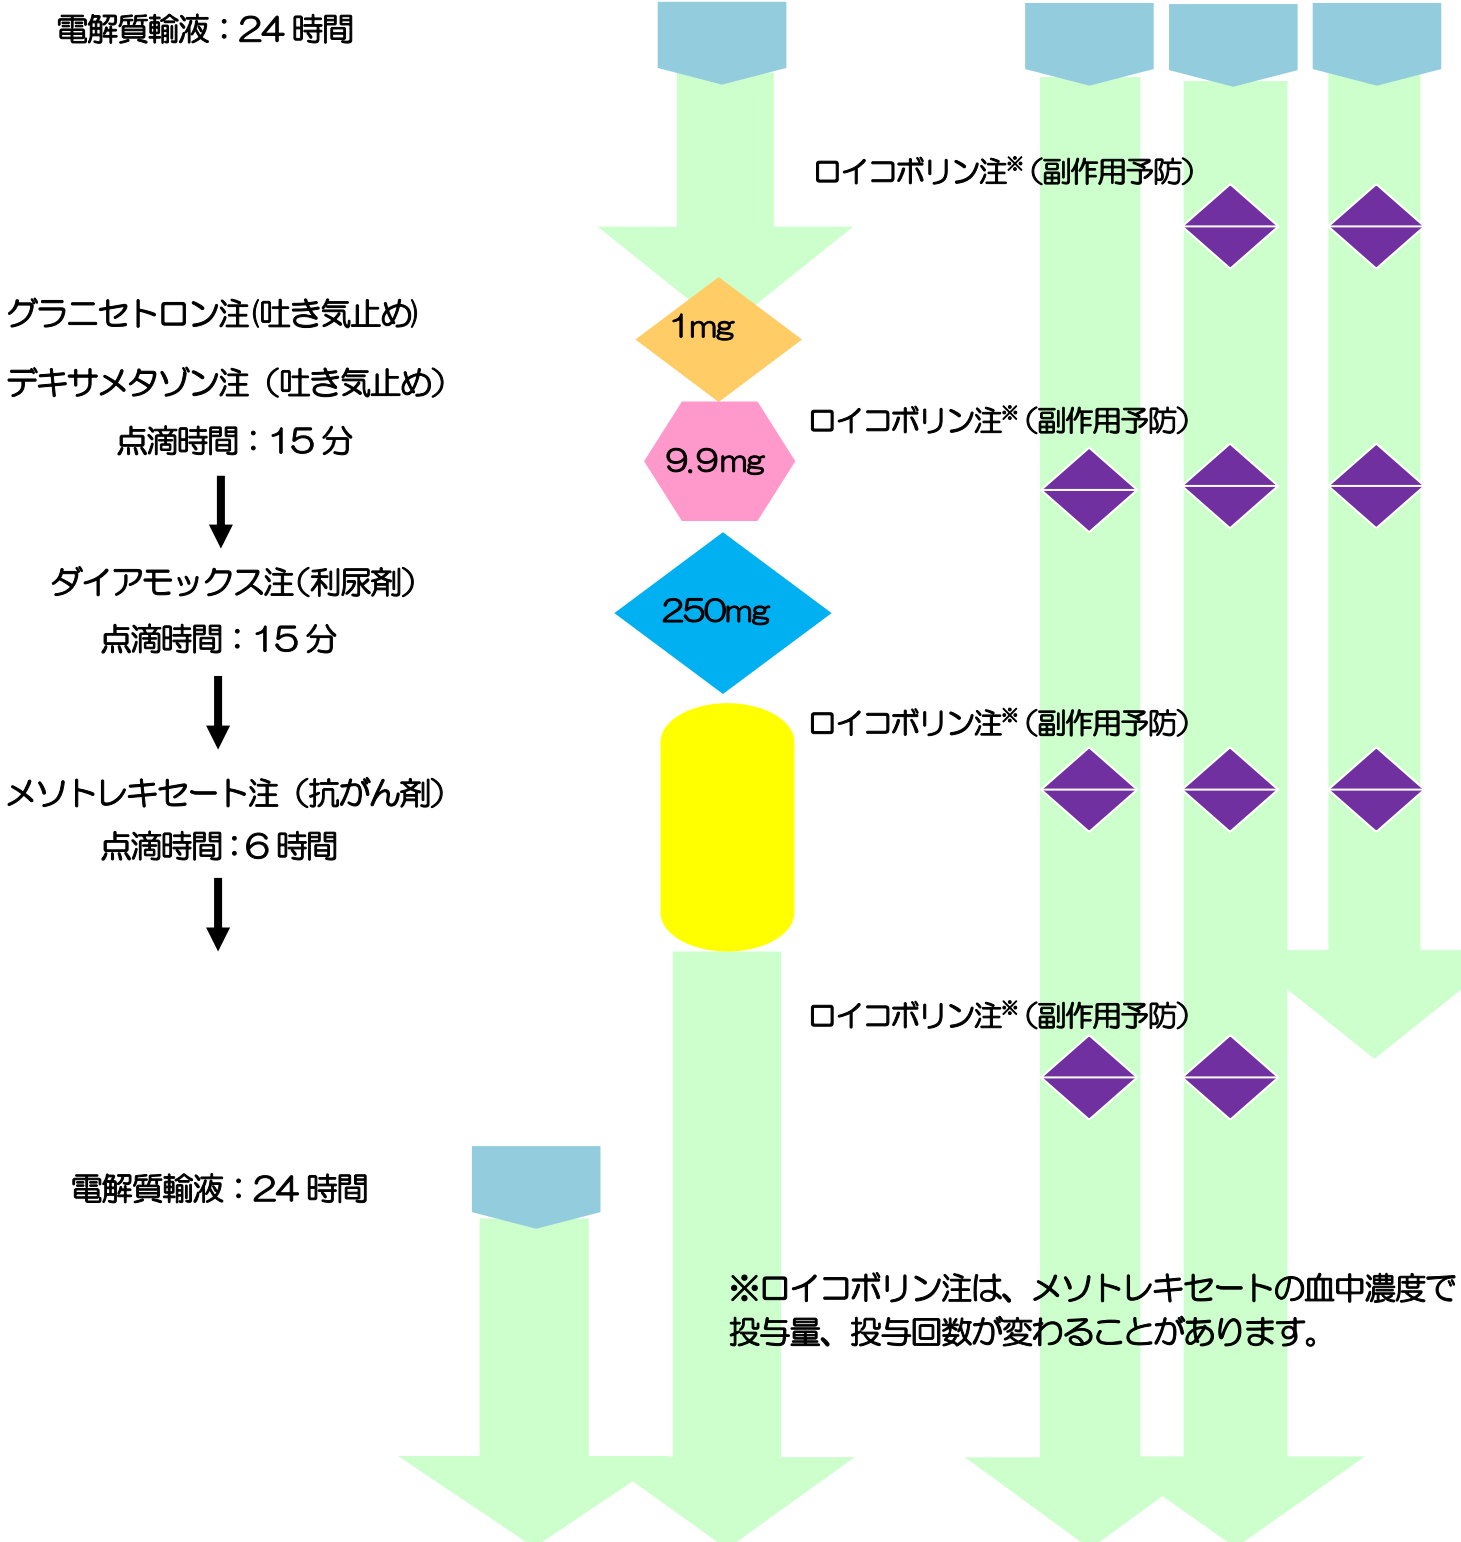 電解質輸液：24 時間
ロイコボリン注※（副作用予防）
グラニセトロン注(吐き気止め)
1mg
デキサメタゾン注（吐き気止め）
ロイコボリン注※（副作用予防）
点滴時間：15 分
9.9mg
ダイアモックス注（利尿剤）
250mg
点滴時間：15 分
ロイコボリン注※（副作用予防）
メソトレキセート注（抗がん剤）
点滴時間：6 時間
ロイコボリン注※（副作用予防）
電解質輸液：24 時間
※ロイコボリン注は、メソトレキセートの血中濃度で
投与量、投与回数が変わることがあります。